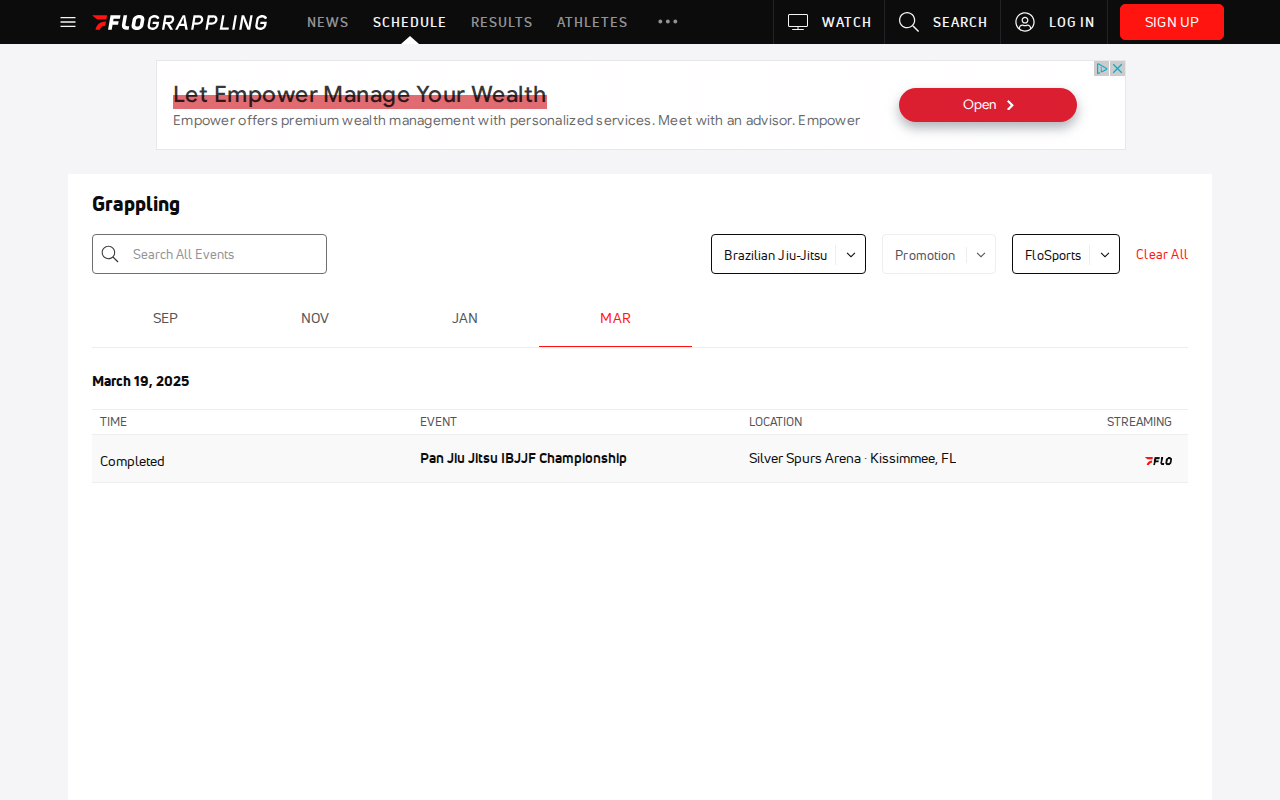 FLOGRAPPLING NEWS SCHEDULE RESULTS ATHLETES WATCH SEARCH LOG IN SIGN UP
Let Empower Manage Your Wealth
Empower offers premium wealth management with personalized services. Meet with an advisor. Empower
Open
Grappling
Search All Events
Brazilian Jiu-Jitsu
Promotion
FloSports
Clear All
SEP NOV JAN MAR
March 19, 2025
TIME EVENT LOCATION STREAMING
Completed Pan Jiu Jitsu IBJJF Championship Silver Spurs Arena · Kissimmee, FL FLO